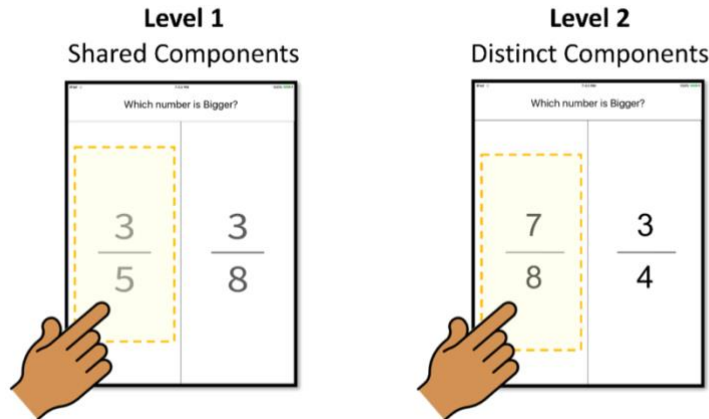 Level 1
Shared Components
Which number is Bigger?
3
5
3
8
Level 2
Distinct Components
Which number is Bigger?
7
8
3
4